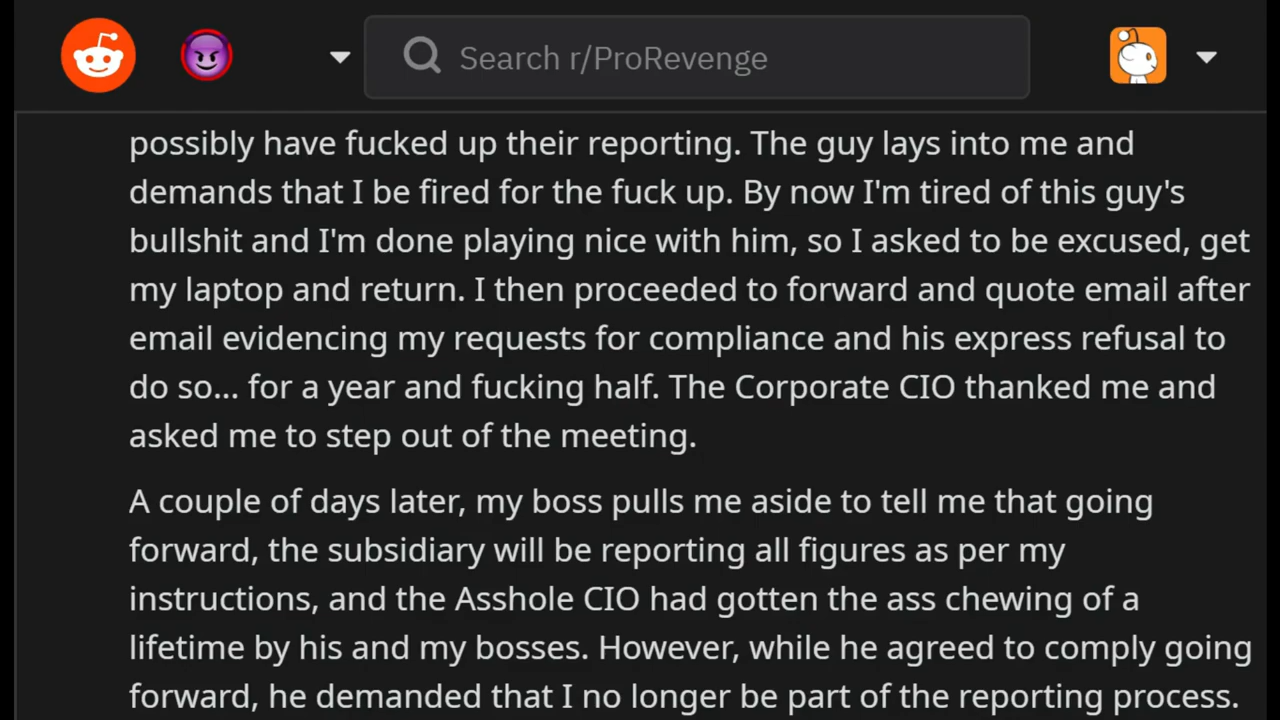 Search r/ProRevenge
possibly have fucked up their reporting. The guy lays into me and
demands that I be fired for the fuck up. By now I'm tired of this guy's
bullshit and I'm done playing nice with him, so I asked to be excused, get
my laptop and return. I then proceeded to forward and quote email after
email evidencing my requests for compliance and his express refusal to
do so... for a year and fucking half. The Corporate CIO thanked me and
asked me to step out of the meeting.
A couple of days later, my boss pulls me aside to tell me that going
forward, the subsidiary will be reporting all figures as per my
instructions, and the Asshole CIO had gotten the ass chewing of a
lifetime by his and my bosses. However, while he agreed to comply going
forward, he demanded that I no longer be part of the reporting process.